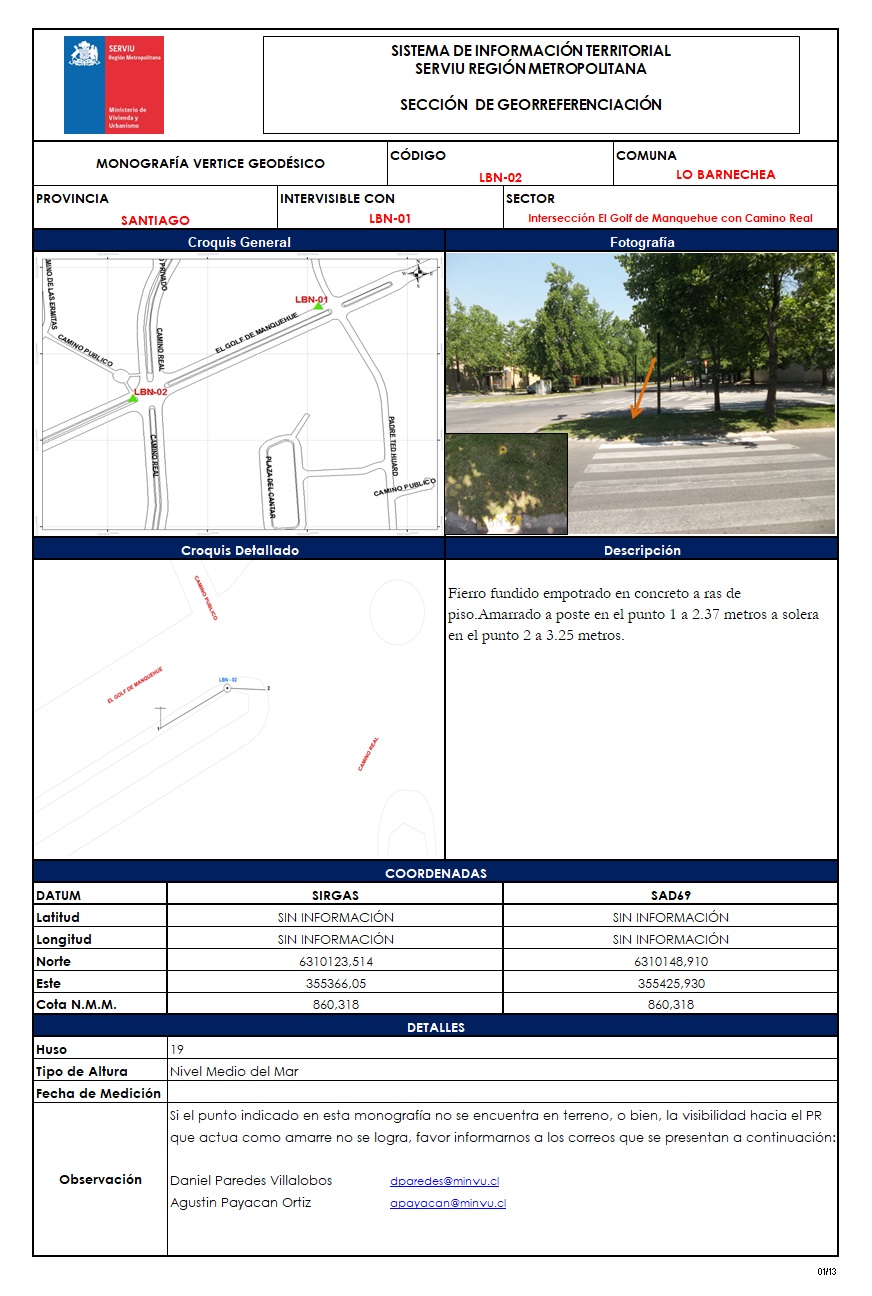 SERVIU
Región Metropolitana
Ministerio de
Vivienda y
Urbanismo
SISTEMA DE INFORMACIÓN TERRITORIAL
SERVIU REGIÓN METROPOLITANA
SECCIÓN DE GEORREFERENCIACIÓN
MONOGRAFÍA VERTICE GEODÉSICO
CÓDIGO
LBN-02
COMUNA
LO BARNECHEA
PROVINCIA
SANTIAGO
INTERVISIBLE CON
LBN-01
SECTOR
Intersección El Golf de Manquehue con Camino Real
Croquis General
Fotografía
MINO DE LAS ERMITAS
O PRIVADO
CAMINO PUBLICO
CAMINO REAL
EL GOLF DE MANQUEHUE
LBN-01
LBN-02
CAMINO REAL
PLAZA DEL CANTAR
PADRE TED HUARD
CAMINO PUBLICO
Croquis Detallado
Descripción
CAMINO PUBLICO
EL GOLF DE MANQUEHUE
LBN - 02
2
1
CAMINO REAL
Fierro fundido empotrado en concreto a ras de
piso.Amarrado a poste en el punto 1 a 2.37 metros a solera
en el punto 2 a 3.25 metros.
COORDENADAS
DATUM SIRGAS SAD69
Latitud SIN INFORMACIÓN SIN INFORMACIÓN
Longitud SIN INFORMACIÓN SIN INFORMACIÓN
Norte 6310123,514 6310148,910
Este 355366,05 355425,930
Cota N.M.M. 860,318 860,318
DETALLES
Huso 19
Tipo de Altura Nivel Medio del Mar
Fecha de Medición
Observación
Si el punto indicado en esta monografía no se encuentra en terreno, o bien, la visibilidad hacia el PR
que actua como amarre no se logra, favor informarnos a los correos que se presentan a continuación:
Daniel Paredes Villalobos dparedes@minvu.cl
Agustin Payacan Ortiz apayacan@minvu.cl
01/13